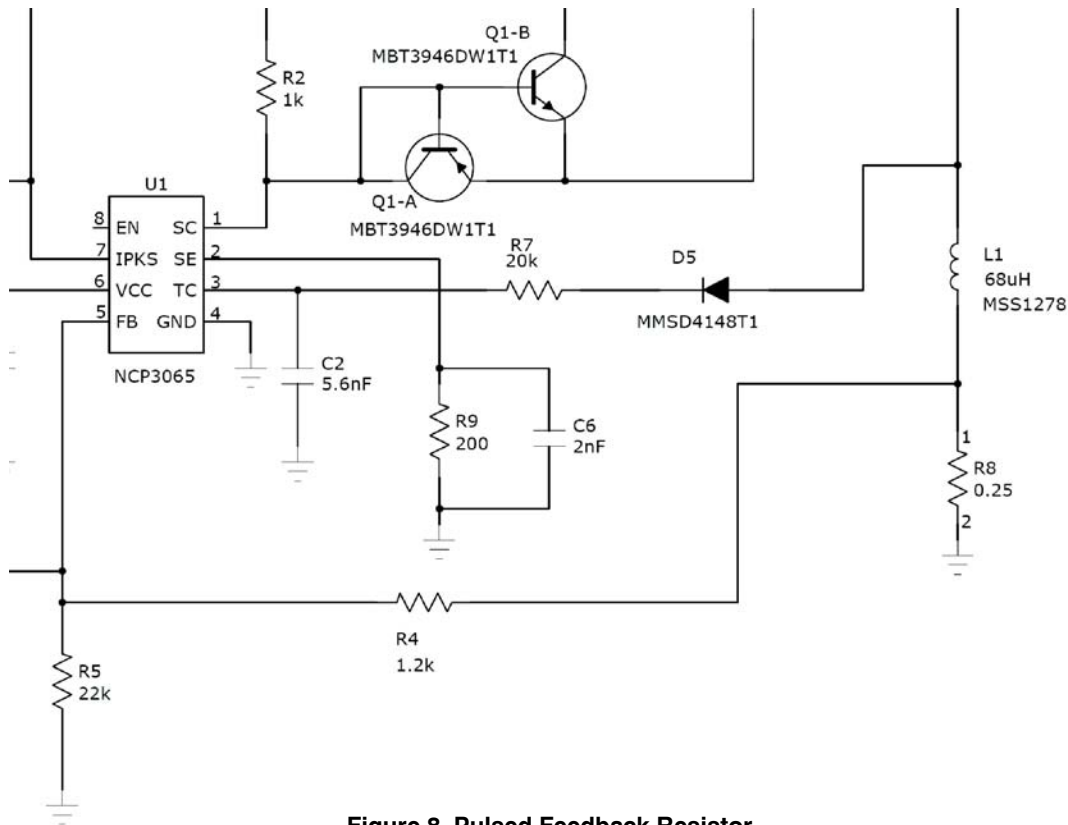 Q1-B
MBT3946DW1T1
R2
1k
U1
Q1-A
MBT3946DW1T1
8 EN SC 1
7 IPKS SE 2
6 VCC TC 3
5 FB GND 4
NCP3065
R7
20k
D5
MMSD4148T1
L1
68uH
MSS1278
C2
5.6nF
R9
200
C6
2nF
1
R8
0.25
2
R4
1.2k
R5
22k
Figure 8. Pulsed Feedback Resistor